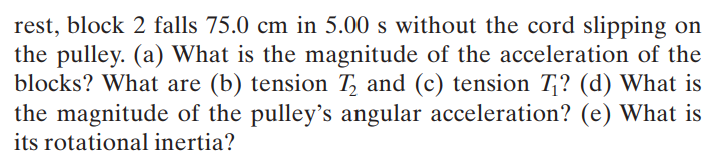 rest, block 2 falls 75.0 cm in 5.00 s without the cord slipping on
the pulley. (a) What is the magnitude of the acceleration of the
blocks? What are (b) tension T₂ and (c) tension T₁? (d) What is
the magnitude of the pulley's angular acceleration? (e) What is
its rotational inertia?